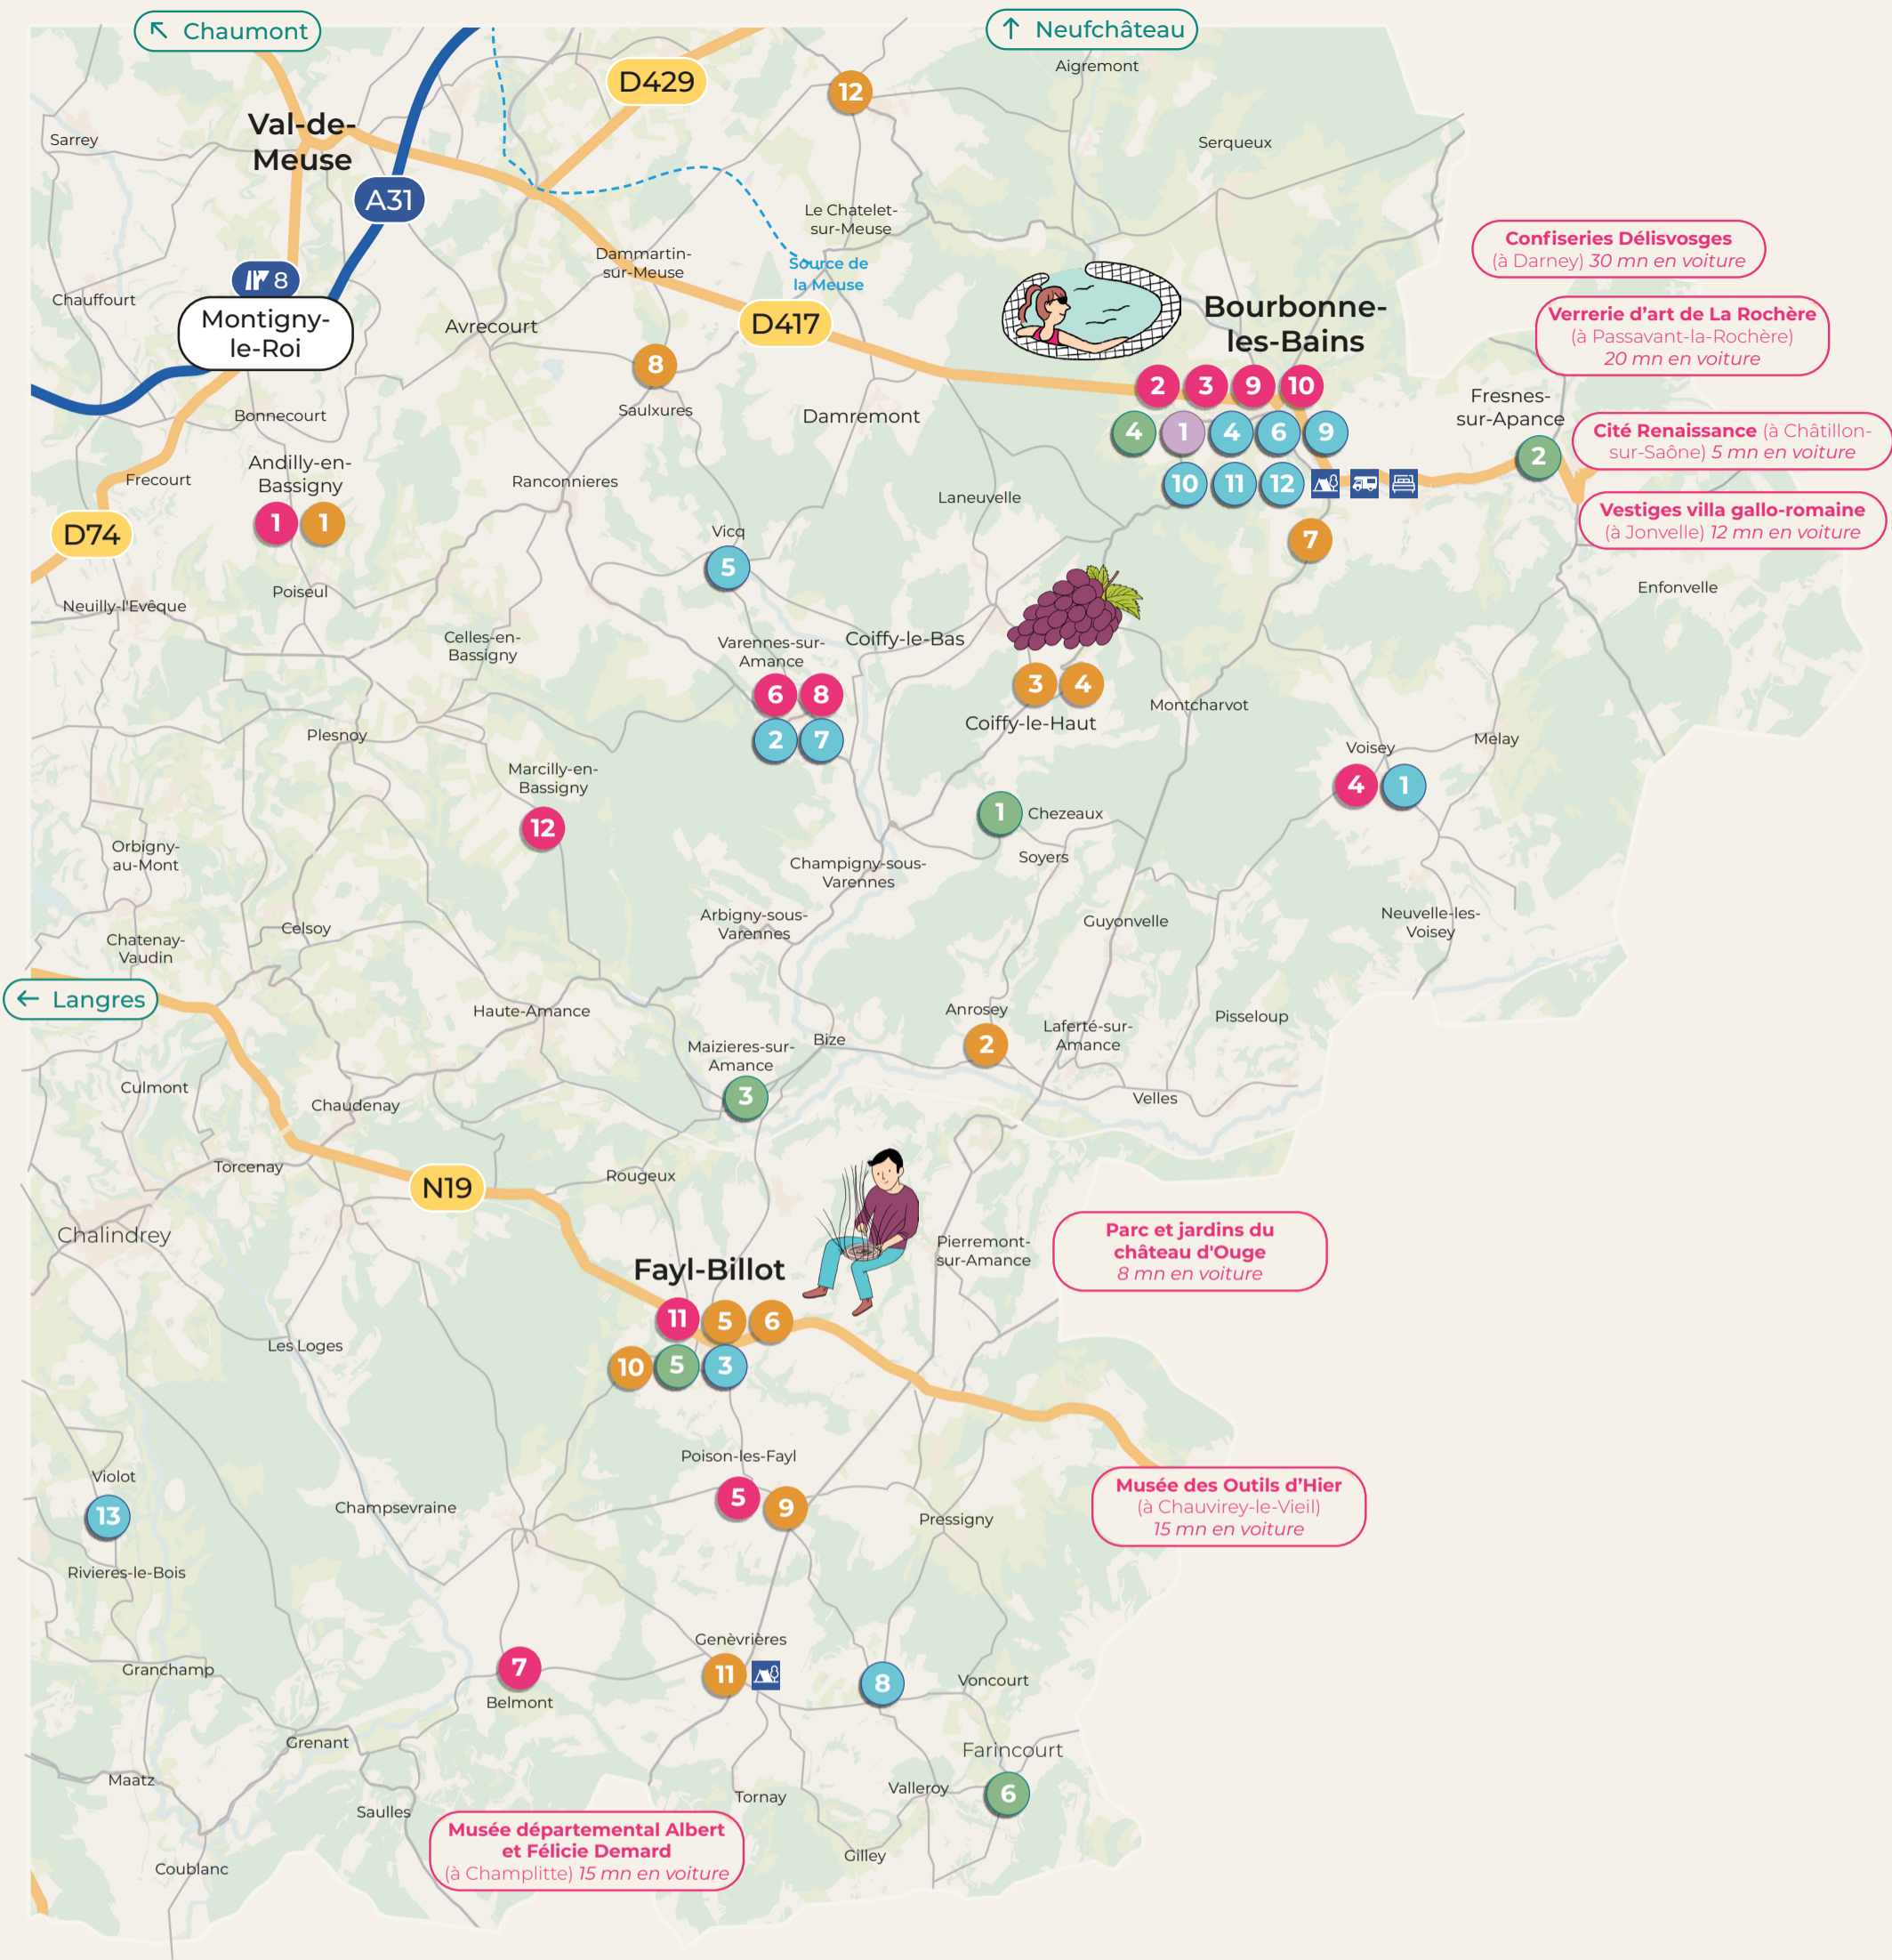 Chaumont
Neufchâteau
Aigremont
D429
12
Val-de-
Meuse
Sarrey
Serqueux
A31
Le Chatelet-
sur-Meuse
Confiseries Délisvosges
(à Darney) 30 mn en voiture
Dammartin-
sur-Meuse
Source de
la Meuse
8
Chauffourt
Montigny-
le-Roi
Avrecourt
D417
Bourbonne-
les-Bains
Verrerie d’art de La Rochère
(à Passavant-la-Rochère)
20 mn en voiture
8
Saulxures
2 3 9 10
4 1 4 6 9
10 11 12
7
Fresnes-
sur-Apance
2
Cité Renaissance (à Châtillon-
sur-Saône) 5 mn en voiture
Bonnecourt
Damremont
Frecourt
Andilly-en-
Bassigny
1 1
Ranconnieres
Laneuvelle
Vestiges villa gallo-romaine
(à Jonvelle) 12 mn en voiture
D74
Vicq
5
Poiseul
Neuilly-l'Evêque
Enfonvelle
Celles-en-
Bassigny
Varennes-sur-
Amance
6 8
2 7
Coiffy-le-Bas
3 4
Coiffy-le-Haut
Montcharvot
Plesnoy
Voisey
4 1
Melay
Marcilly-en-
Bassigny
12
1
Chezeaux
Orbigny-
au-Mont
Soyers
Champigny-sous-
Varennes
Arbigny-sous-
Varennes
Guyonvelle
Neuvelle-les-
Voisey
Celsoy
Chatenay-
Vaudin
Langres
Haute-Amance
Anrosey
2
Laferté-sur-
Amance
Pisseloup
Maizieres-sur-
Amance
3
Bize
Culmont
Chaudenay
Velles
Torcenay
N19
Rougeux
Chalindrey
Pierremont-
sur-Amance
Parc et jardins du
château d'Ouge
8 mn en voiture
Fayl-Billot
11 5 6
10 5 3
Les Loges
Poison-les-Fayl
5 9
Violot
13
Champsevraine
Pressigny
Musée des Outils d’Hier
(à Chauvirey-le-Vieil)
15 mn en voiture
Rivieres-le-Bois
Genèvrières
11
8
Granchamp
7
Belmont
Voncourt
Grenant
Farincourt
6
Maatz
Valleroy
Tornay
Saulles
Musée départemental Albert
et Félicie Demard
(à Champlitte) 15 mn en voiture
Gilley
Coublanc